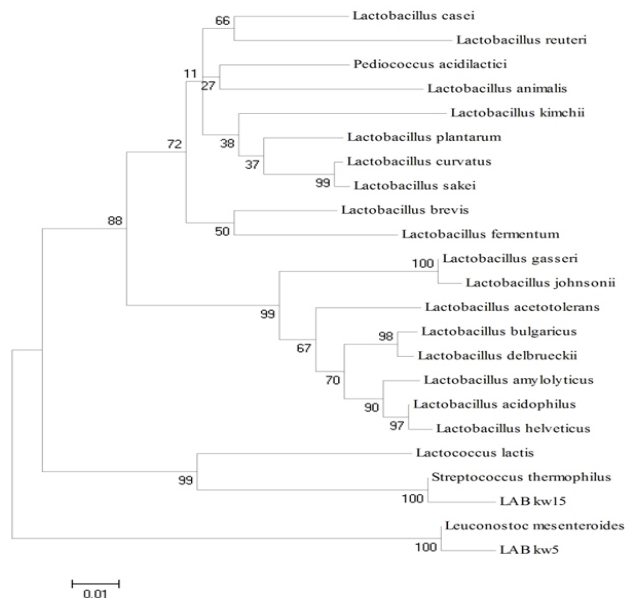 Lactobacillus casei
66
Lactobacillus reuteri
11
Pediococcus acidilactici
27
Lactobacillus animalis
Lactobacillus kimchii
72
38
Lactobacillus plantarum
37
Lactobacillus curvatus
99
Lactobacillus sakei
88
Lactobacillus brevis
50
Lactobacillus fermentum
Lactobacillus gasseri
100
Lactobacillus johnsonii
99
Lactobacillus acetotolerans
67
Lactobacillus bulgaricus
98
Lactobacillus delbrueckii
70
Lactobacillus amylolyticus
90
Lactobacillus acidophilus
97
Lactobacillus helveticus
Lactococcus lactis
99
Streptococcus thermophilus
100
LAB kw15
Leuconostoc mesenteroides
100
LAB kw5
0.01